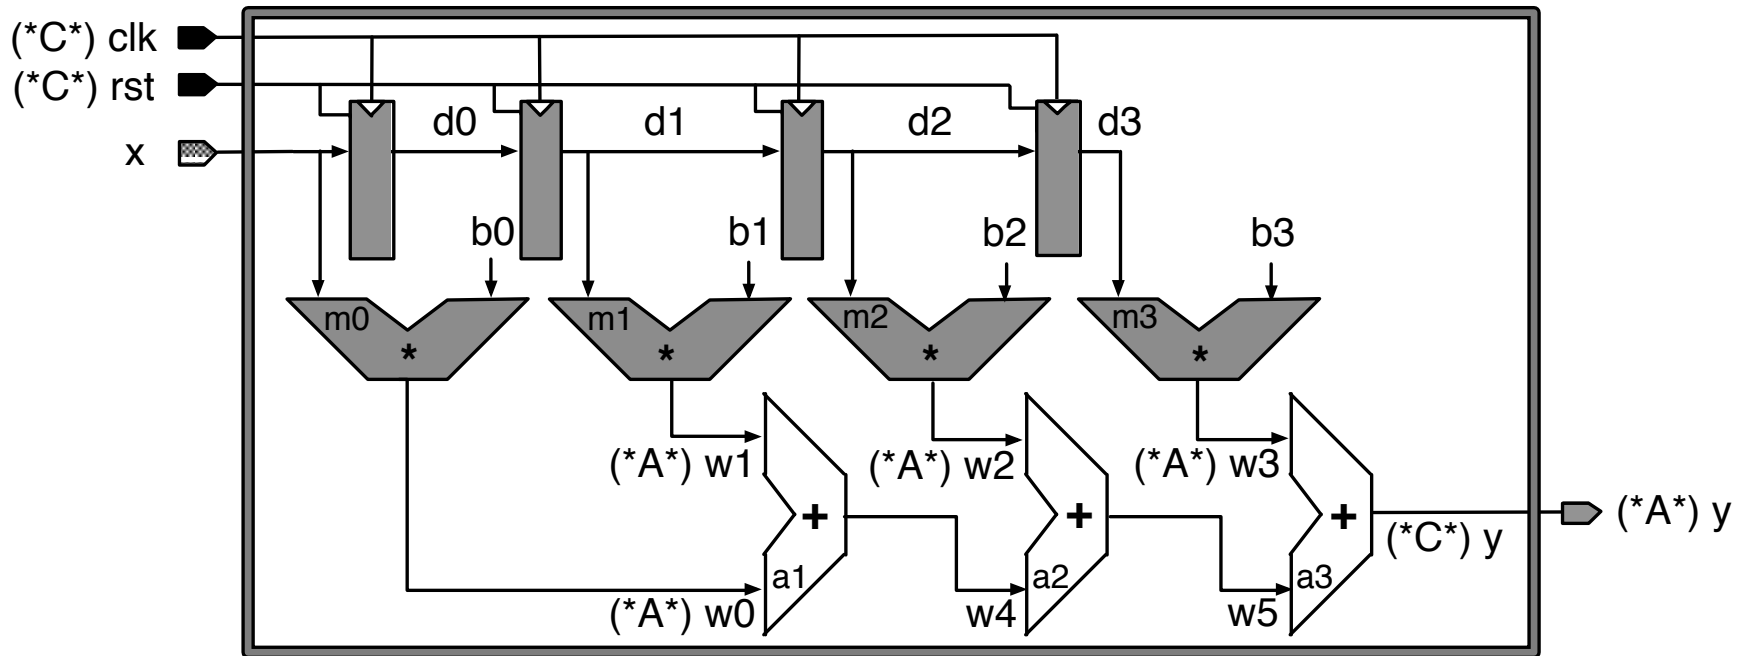 (*C*) clk
(*C*) rst
d0 d1 d2 d3
x
b0 b1 b2 b3
m0 m1 m2 m3
* * * *
(*A*) w1 (*A*) w2 (*A*) w3
+ + + (*A*) y
(*C*) y
a1 a2 a3
(*A*) w0 w4 w5